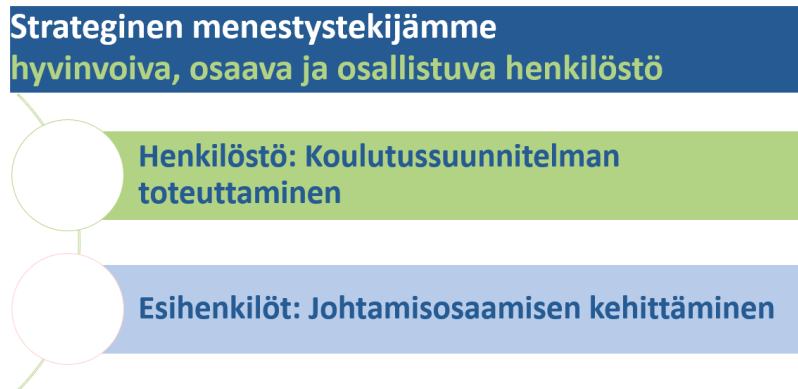 Strateginen menestystekijämme
hyvinvoiva, osaava ja osallistuva henkilöstö
Henkilöstö: Koulutussuunnitelman
toteuttaminen
Esihenkilöt: Johtamisosaamisen kehittäminen